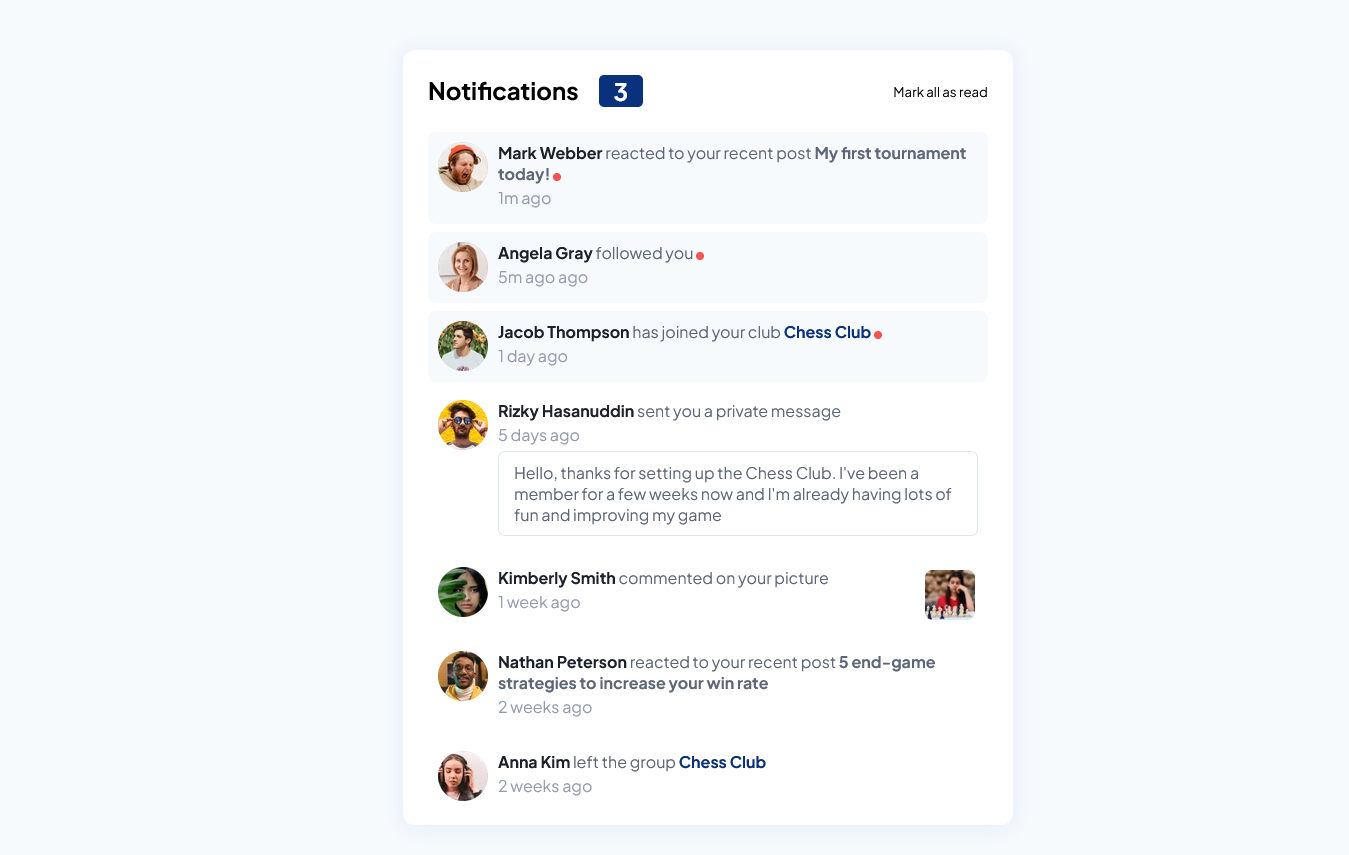 Notifications 3 Mark all as read
Mark Webber reacted to your recent post My first tournament
today!
1m ago
Angela Gray followed you
5m ago ago
Jacob Thompson has joined your club Chess Club
1 day ago
Rizky Hasanuddin sent you a private message
5 days ago
Hello, thanks for setting up the Chess Club. I've been a
member for a few weeks now and I'm already having lots of
fun and improving my game
Kimberly Smith commented on your picture
1 week ago
Nathan Peterson reacted to your recent post 5 end-game
strategies to increase your win rate
2 weeks ago
Anna Kim left the group Chess Club
2 weeks ago